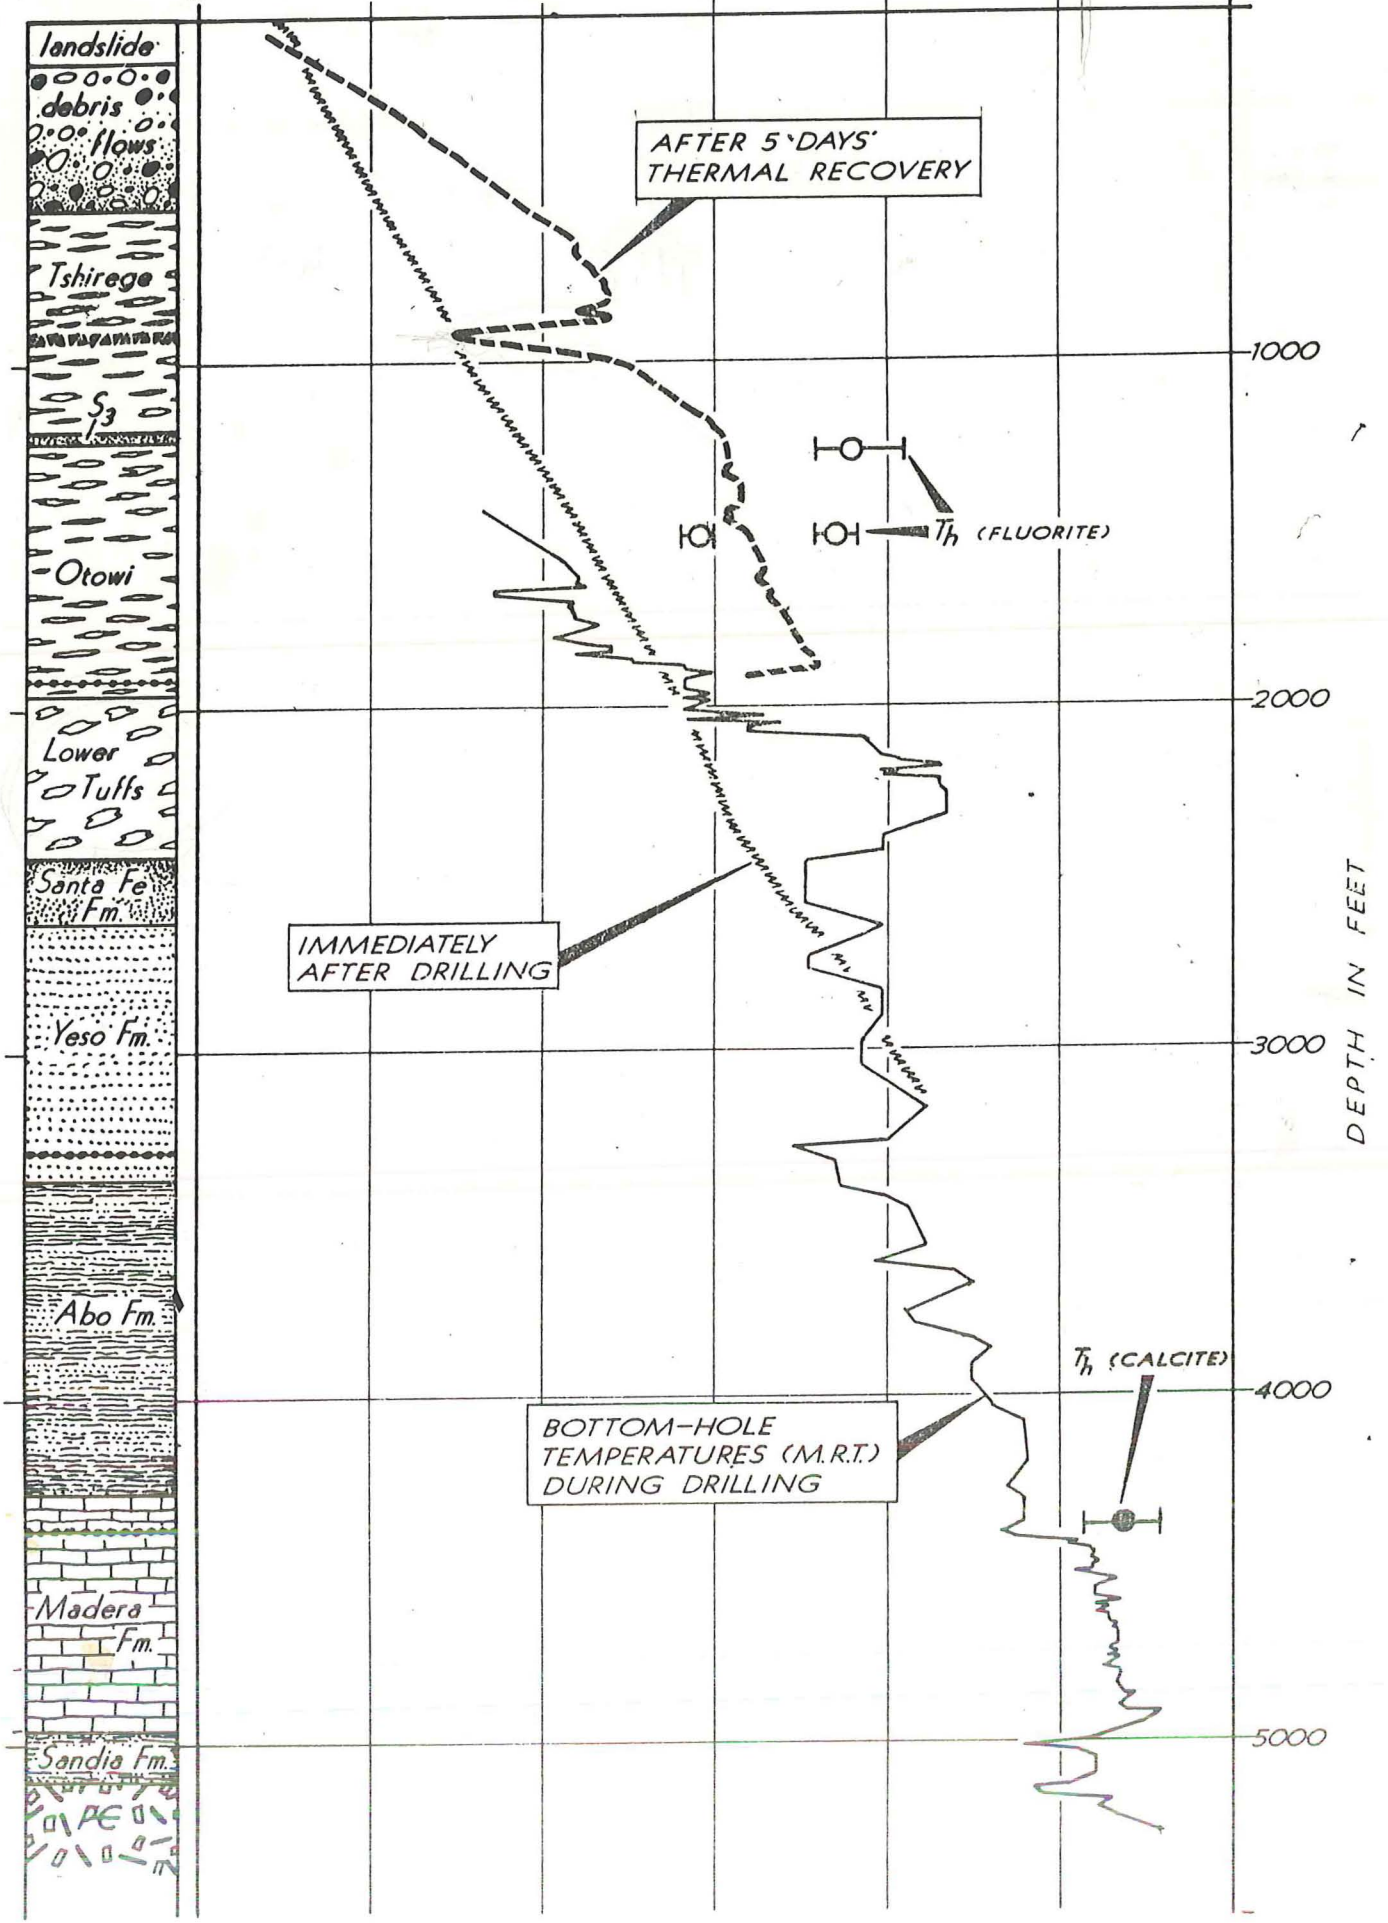 landslide
debris
flows
Tshirege
S3
Otowi
Lower
Tuffs
Santa Fe
Fm.
Yeso Fm.
Abo Fm.
Madera
Fm.
Sandia Fm.
P∈
AFTER 5 'DAYS'
THERMAL RECOVERY
Th (FLUORITE)
IMMEDIATELY
AFTER DRILLING
Th (CALCITE)
BOTTOM-HOLE
TEMPERATURES (M.R.T.)
DURING DRILLING
1000
2000
3000
4000
5000
DEPTH IN FEET